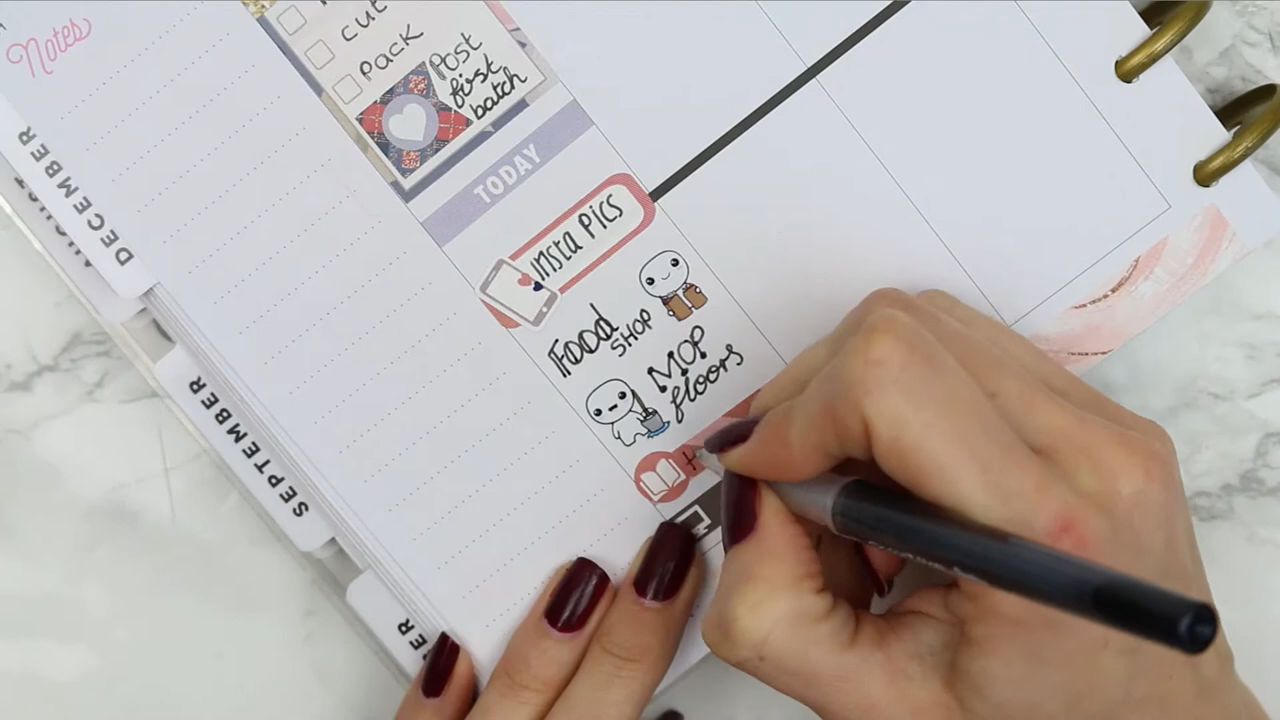 Notes
cut
pack
Post
first
batch
TODAY
Insta Pics
Food
SHOP
MOP
floors
DECEMBER
SEPTEMBER